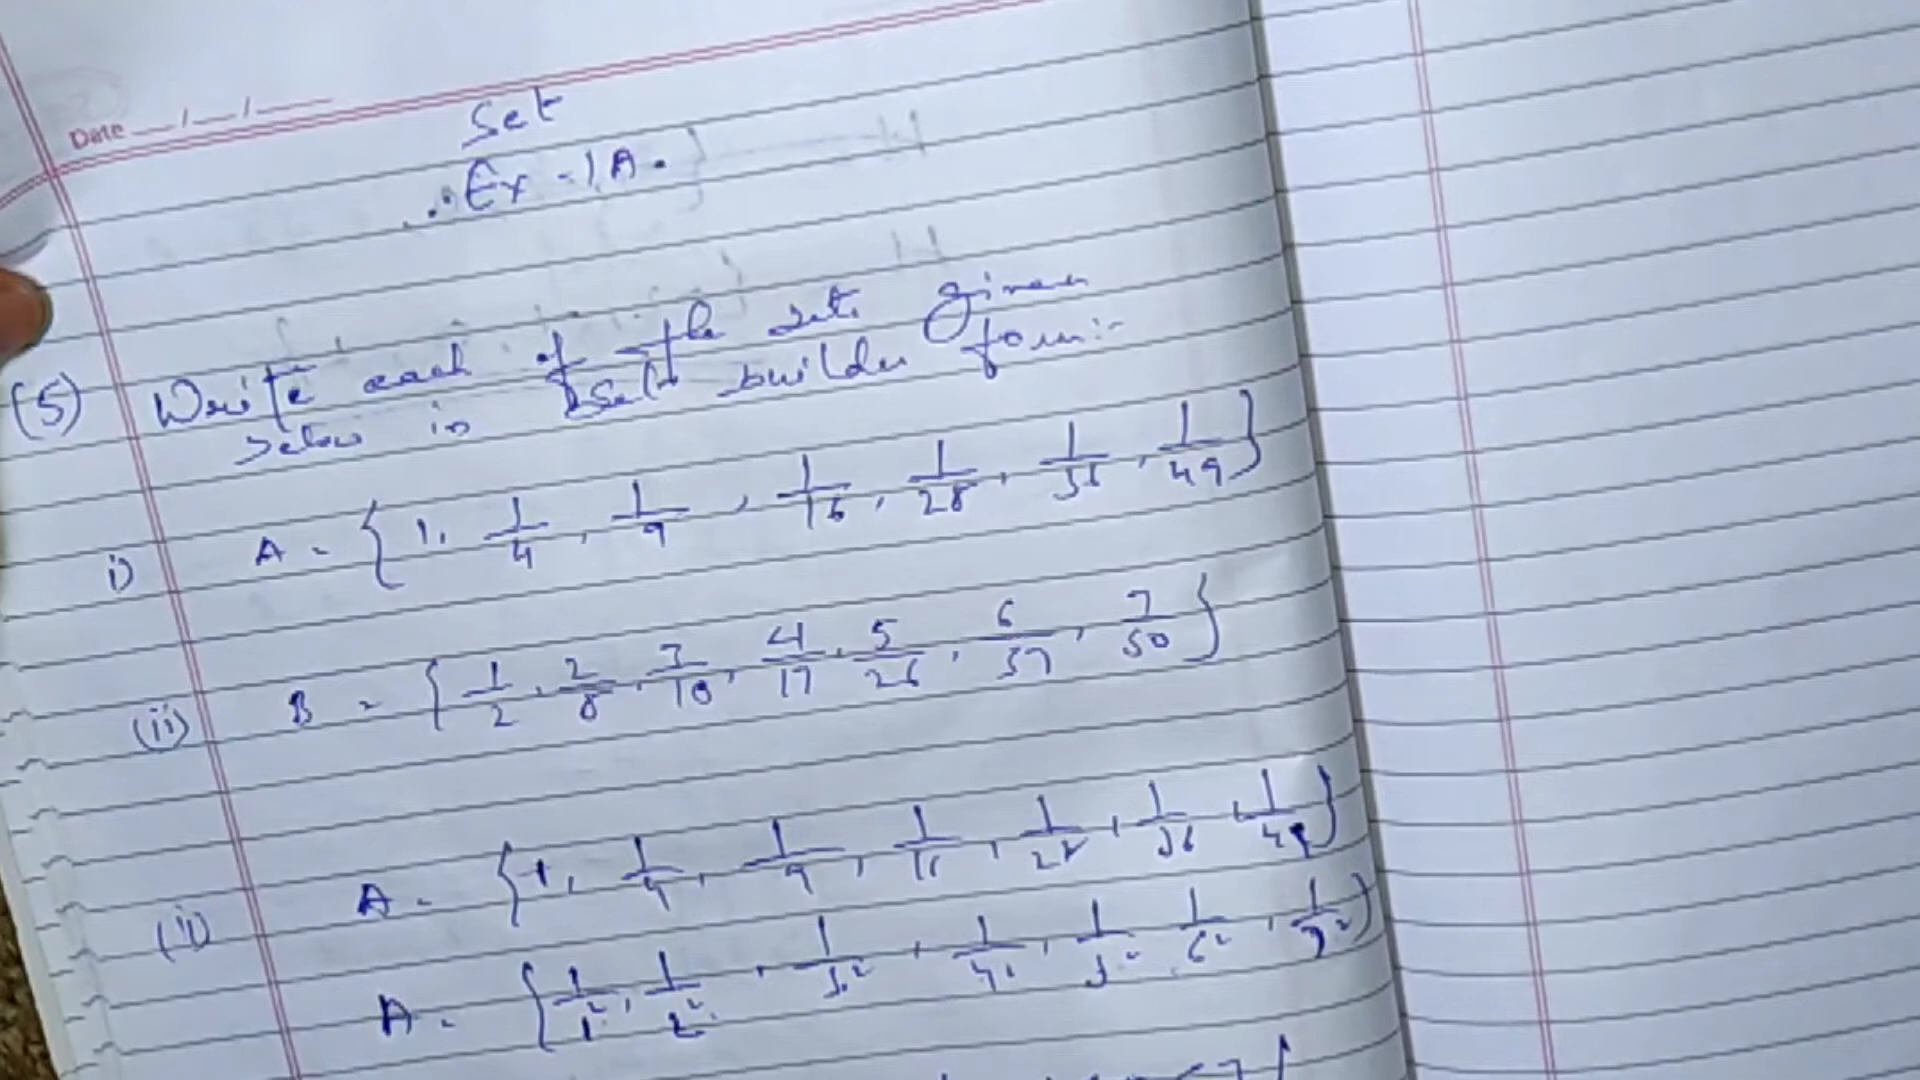 Date __/__/____
Set
Ex - 1A.
(5) Write each of the sets given
below in set builder form:-
i) A = { 1, 1/4, 1/9, 1/16, 1/25, 1/36, 1/49 }
(ii) B = { 1/2, 2/5, 3/10, 4/17, 5/26, 6/37, 7/50 }
A = { 1, 1/4, 1/9, 1/16, 1/25, 1/36, 1/49 }
A = { 1/1², 1/2², 1/3², 1/4², 1/5², 1/6², 1/7² }